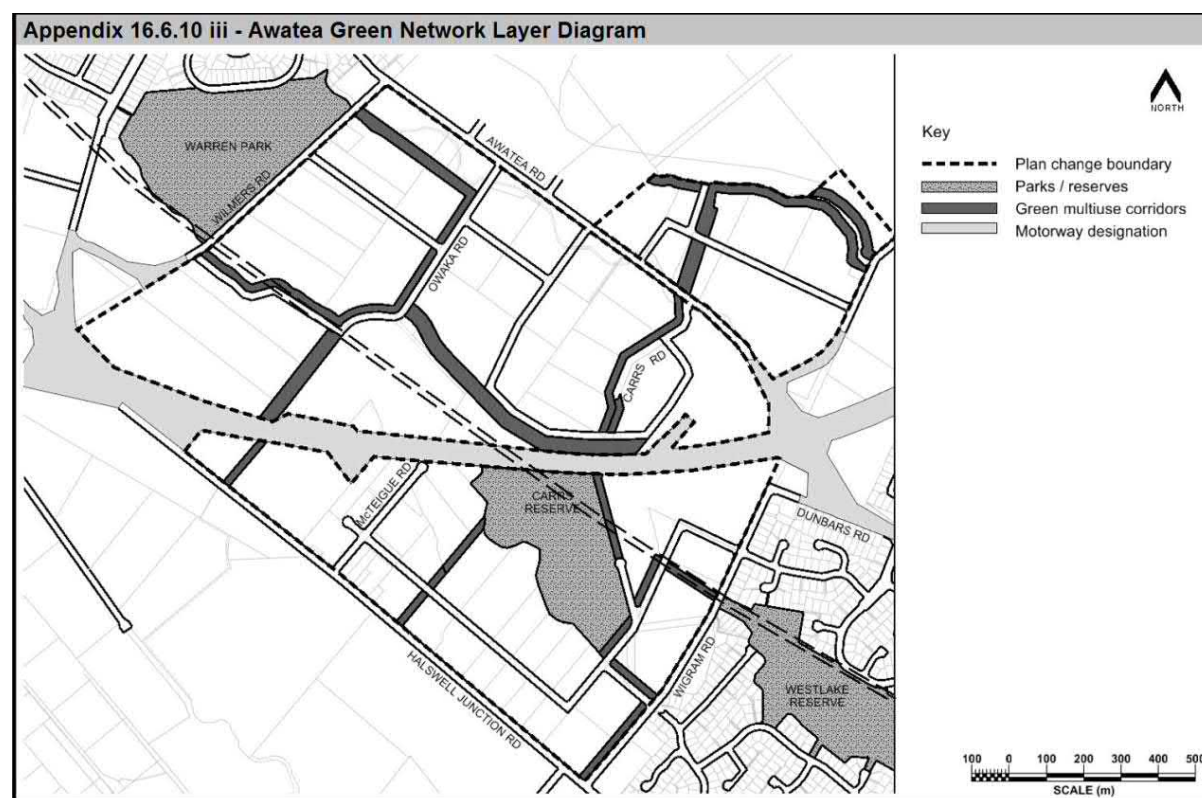 Appendix 16.6.10 iii - Awatea Green Network Layer Diagram
WARREN PARK
WILMERS RD
AWATEA RD
OWAKA RD
CARRS RD
McTEIGUE RD
CARRS
RESERVE
DUNBARS RD
HALSWELL JUNCTION RD
WIGRAM RD
WESTLAKE
RESERVE
NORTH
Key
Plan change boundary
Parks / reserves
Green multiuse corridors
Motorway designation
100 0 100 200 300 400 500
SCALE (m)